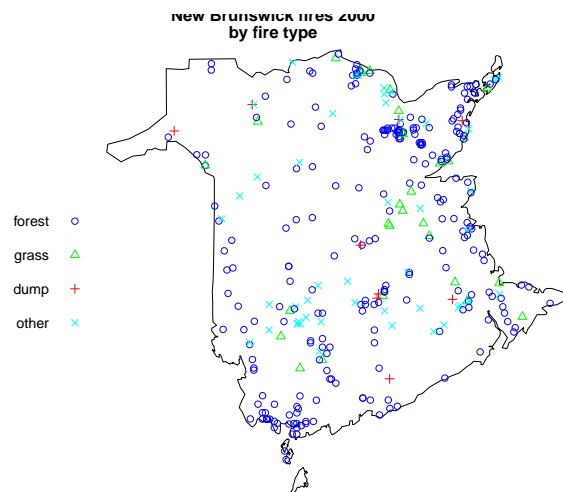 New Brunswick fires 2000
by fire type
forest
grass
dump
other